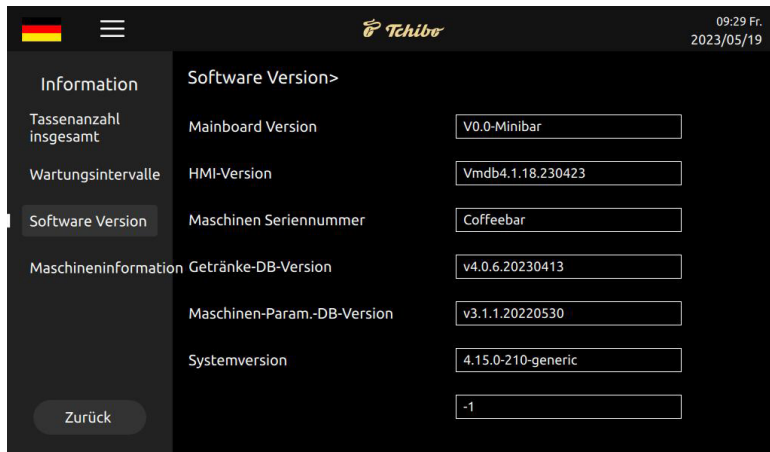 Tchibo
09:29 Fr.
2023/05/19
Information
Tassenanzahl
insgesamt
Wartungsintervalle
Software Version
Maschineninformation
Zurück
Software Version>
Mainboard Version V0.0-Minibar
HMI-Version Vmdb4.1.18.230423
Maschinen Seriennummer Coffeebar
Getränke-DB-Version v4.0.6.20230413
Maschinen-Param.-DB-Version v3.1.1.20220530
Systemversion 4.15.0-210-generic
-1